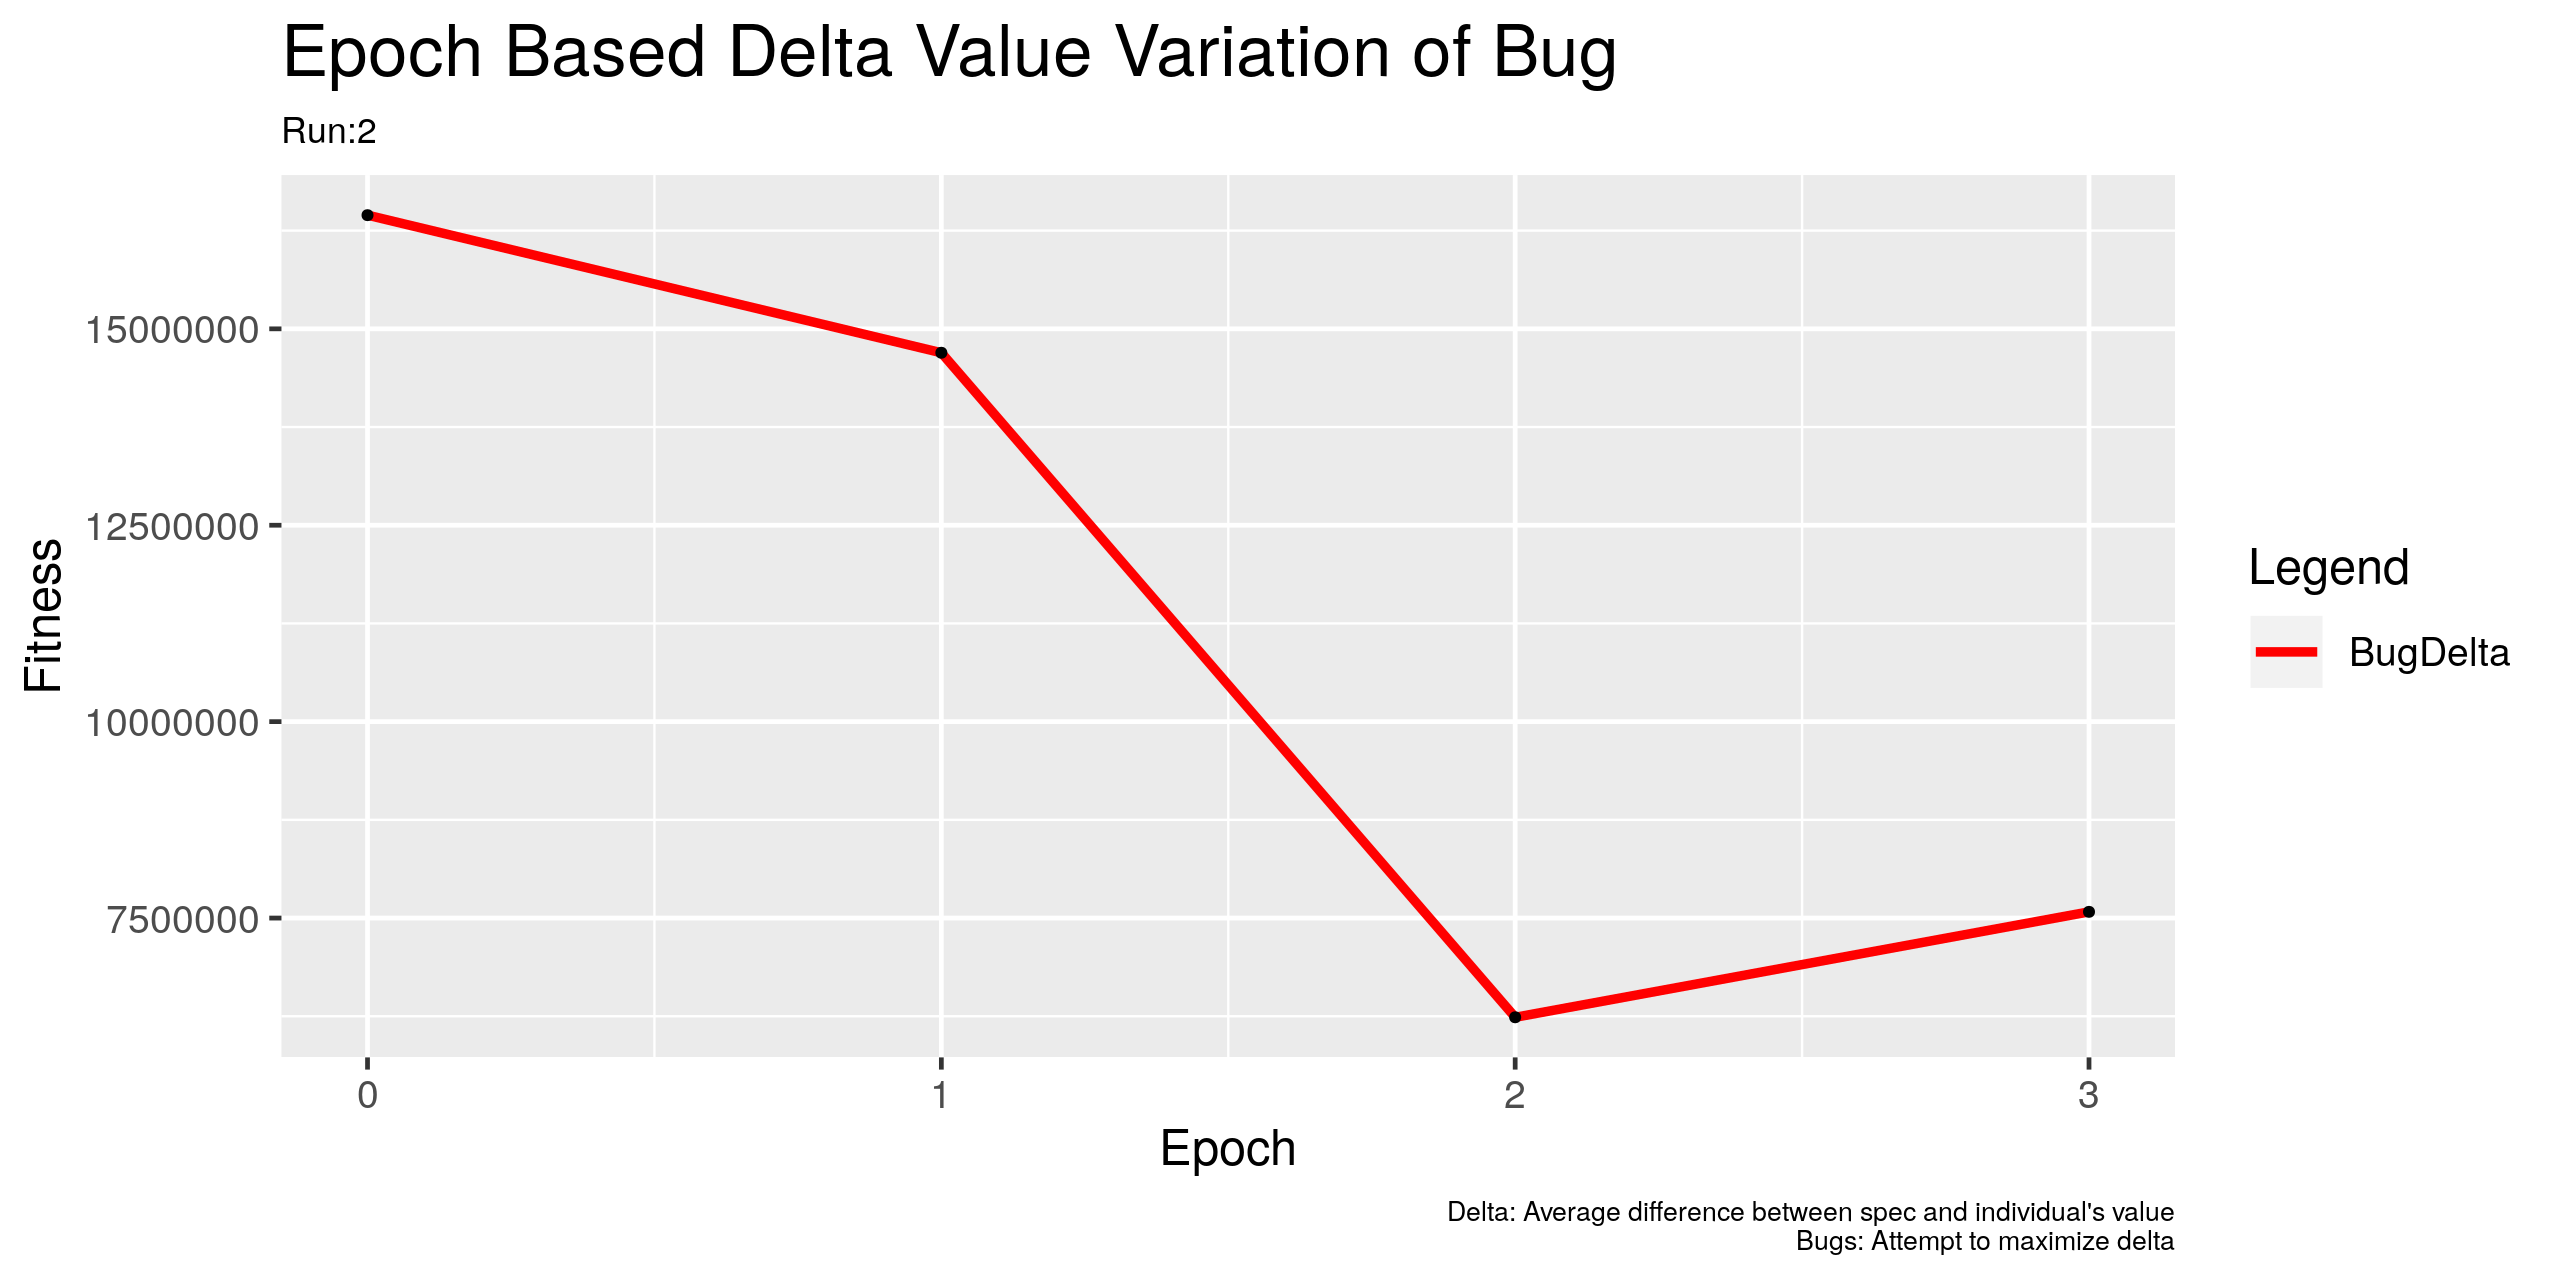 Epoch Based Delta Value Variation of Bug
Run:2
15000000
12500000
10000000
7500000
Fitness
0 1 2 3
Epoch
Legend
BugDelta
Delta: Average difference between spec and individual's value
Bugs: Attempt to maximize delta